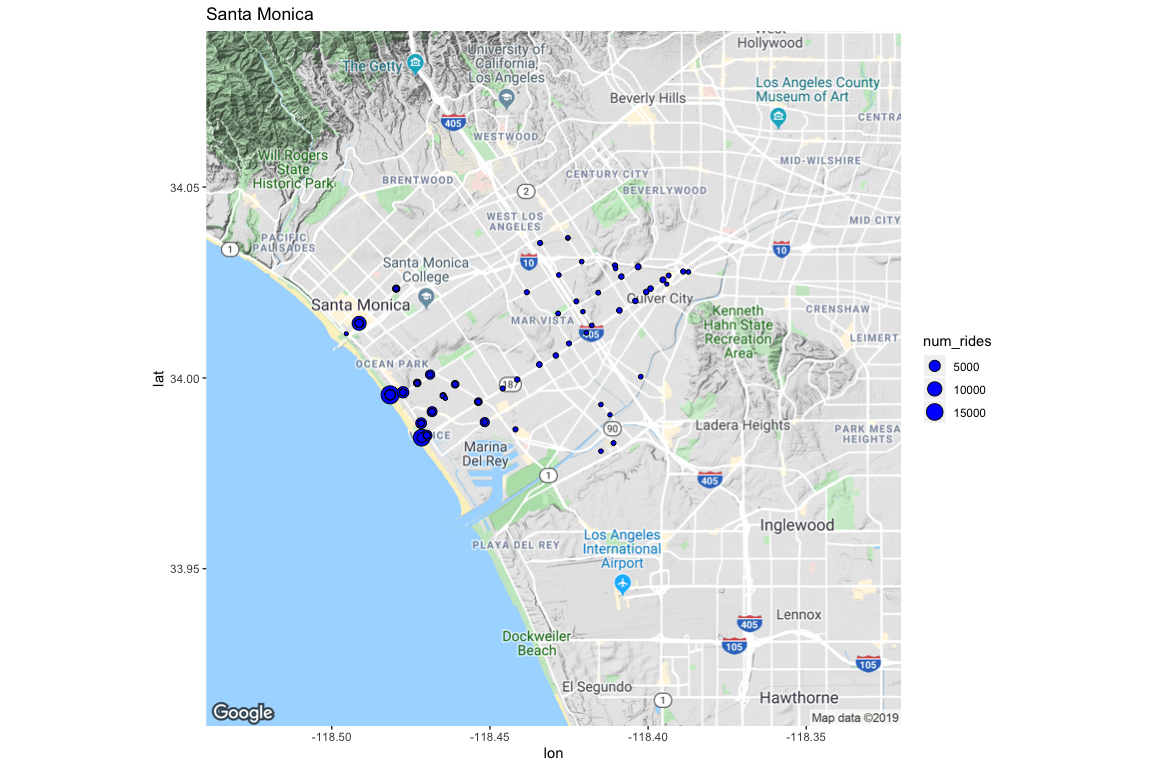 Santa Monica
West
Hollywood
University of
California,
Los Angeles
The Getty
Los Angeles County
Museum of Art
Beverly Hills
405
CENTRA
WESTWOOD
Will Rogers
State
Historic Park
MID-WILSHIRE
CENTURY CITY
BRENTWOOD
BEVERLYWOOD
34.05
2
WEST LOS
ANGELES
MID CITY
PACIFIC
PALISADES
1
10
10
Santa Monica
College
Santa Monica
Culver City
MAR VISTA
405
Kenneth
Hahn State
Recreation
Area
CRENSHAW
LEIMERT
num_rides
5000
10000
15000
lat
34.00
OCEAN PARK
187
90
Ladera Heights
PARK MESA
HEIGHTS
Marina
Del Rey
1
405
Inglewood
PLAYA DEL REY
Los Angeles
International
Airport
33.95
Lennox
405
105
105
Dockweiler
Beach
El Segundo
1
Hawthorne
Google
Map data ©2019
-118.50
-118.45
-118.40
-118.35
lon